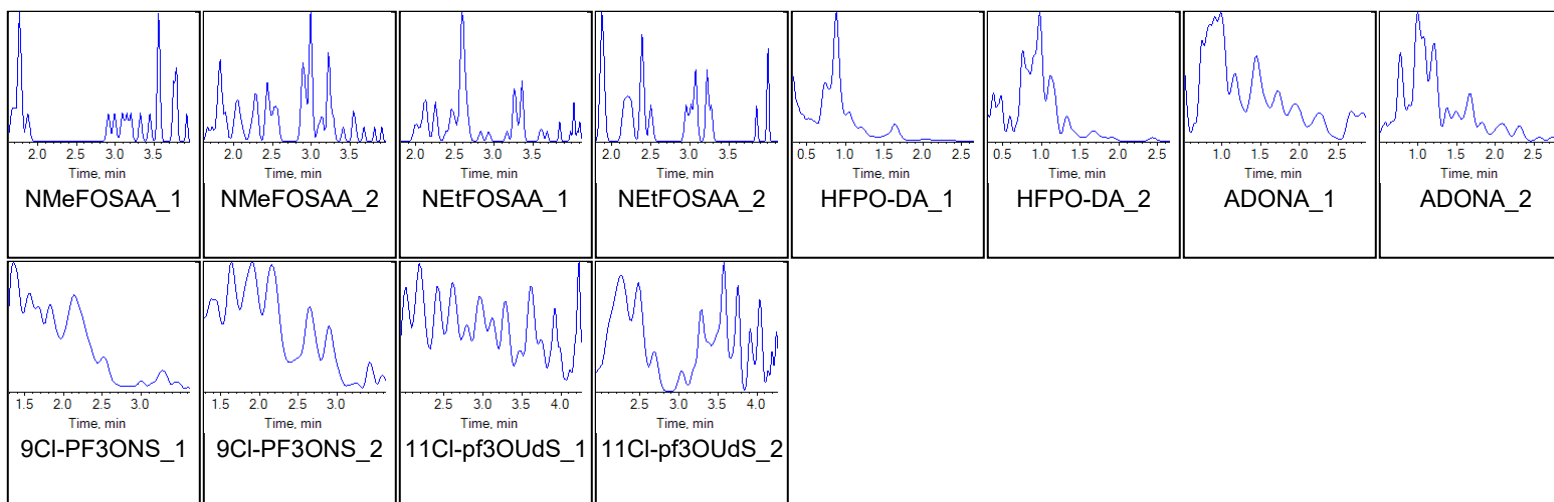 2.0 3.0 3.5
Time, min
NMeFOSAA_1
2.0 2.5 3.0 3.5
Time, min
NMeFOSAA_2
2.0 2.5 3.0 3.5
Time, min
NEtFOSAA_1
2.0 2.5 3.0 3.5
Time, min
NEtFOSAA_2
0.5 1.0 1.5 2.0 2.5
Time, min
HFPO-DA_1
0.5 1.0 1.5 2.0 2.5
Time, min
HFPO-DA_2
1.0 1.5 2.0 2.5
Time, min
ADONA_1
1.0 1.5 2.0 2.5
Time, min
ADONA_2
1.5 2.0 2.5 3.0
Time, min
9Cl-PF3ONS_1
1.5 2.0 2.5 3.0
Time, min
9Cl-PF3ONS_2
2.5 3.0 3.5 4.0
Time, min
11Cl-pf3OUdS_1
2.5 3.0 3.5 4.0
Time, min
11Cl-pf3OUdS_2